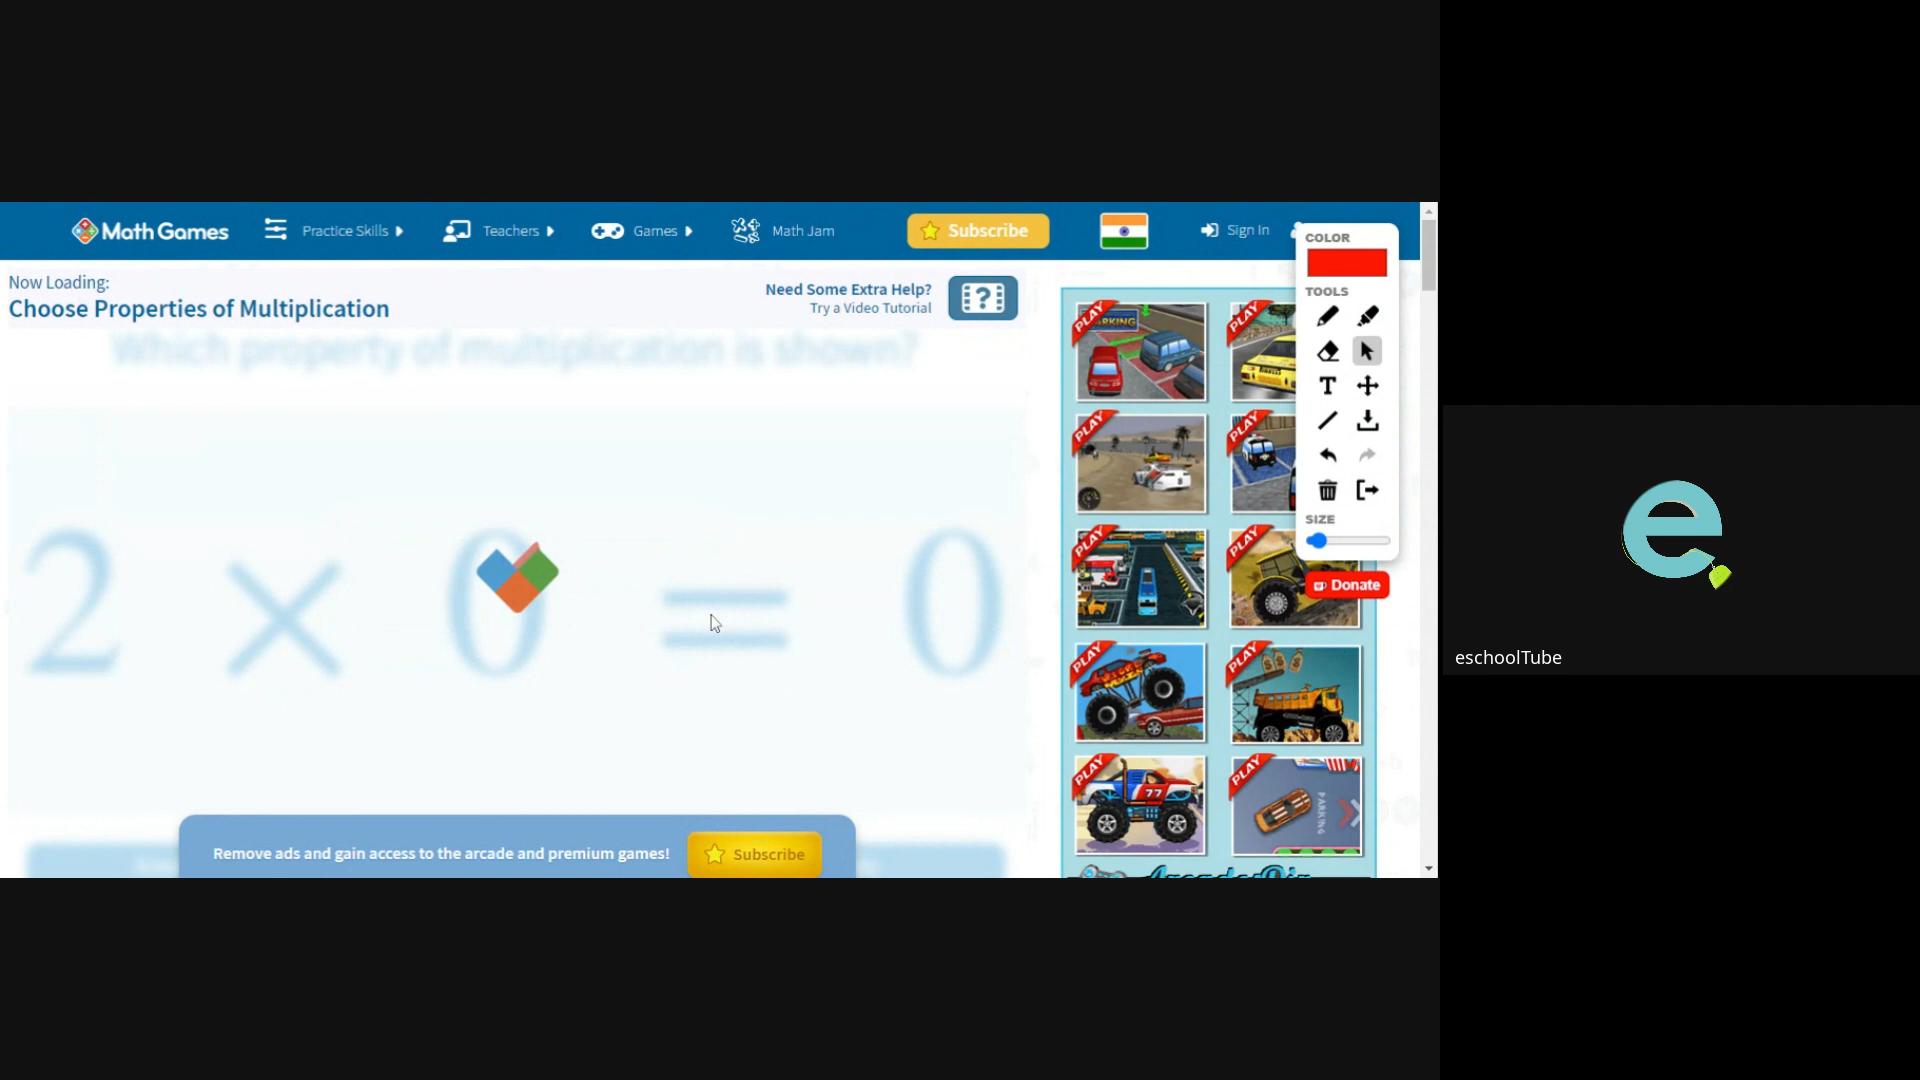 Math Games
Practice Skills
Teachers
Games
Math Jam
Subscribe
Sign In
Now Loading:
Choose Properties of Multiplication
Need Some Extra Help?
Try a Video Tutorial
?
Which property of multiplication is shown?
2 × 0 = 0
Remove ads and gain access to the arcade and premium games!
Subscribe
PLAY
PARKING
PLAY
PLAY
PLAY
PLAY
PLAY
PLAY
PLAY
$ $ $
PLAY
77
PLAY
PARKING
COLOR
TOOLS
T
SIZE
Donate
e
eschoolTube